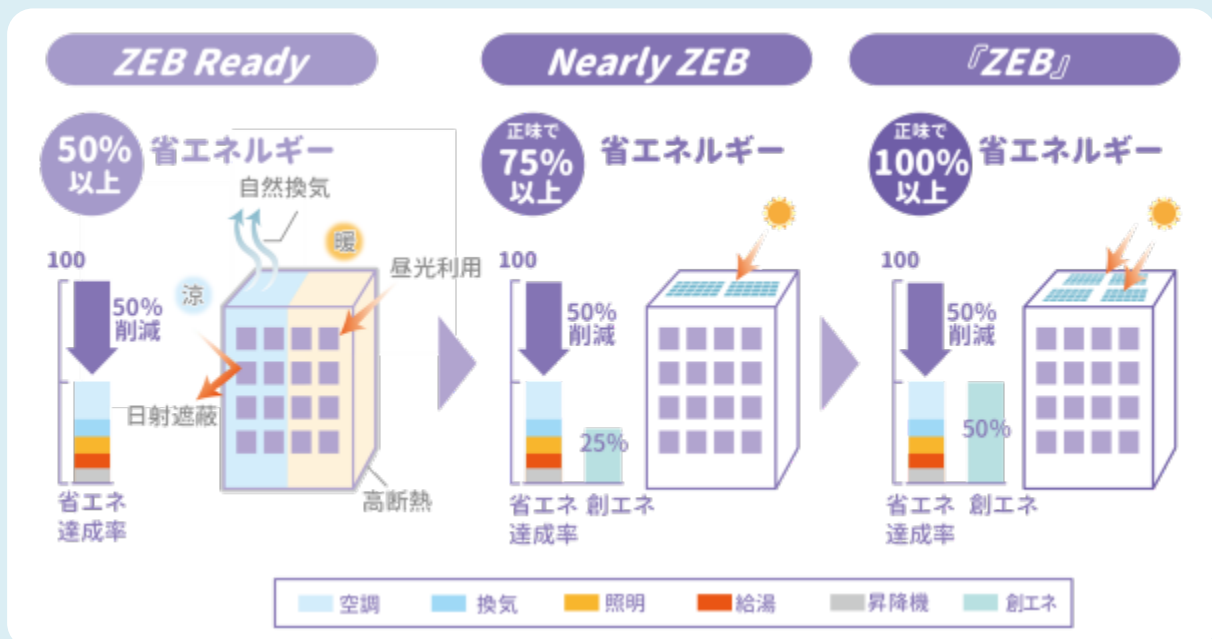 ZEB Ready
50%
以上
省エネルギー
自然換気
暖
昼光利用
涼
100
50%
削減
日射遮蔽
高断熱
省エネ
達成率
Nearly ZEB
正味で
75%
以上
省エネルギー
100
50%
削減
25%
省エネ 創エネ
達成率
『ZEB』
正味で
100%
以上
省エネルギー
100
50%
削減
50%
省エネ 創エネ
達成率
空調 換気 照明 給湯 昇降機 創エネ